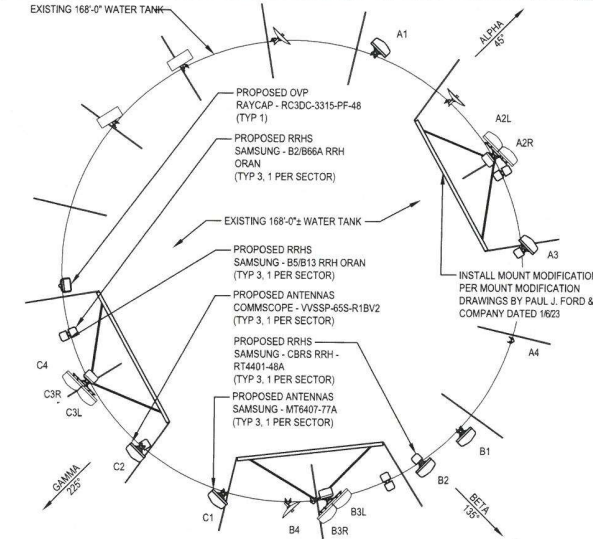 EXISTING 168'-0" WATER TANK
A1
ALPHA
45°
PROPOSED OVP
RAYCAP - RC3DC-3315-PF-48
(TYP 1)
A2L
A2R
PROPOSED RRHS
SAMSUNG - B2/B66A RRH
ORAN
(TYP 3, 1 PER SECTOR)
EXISTING 168'-0"± WATER TANK
A3
PROPOSED RRHS
SAMSUNG - B5/B13 RRH ORAN
(TYP 3, 1 PER SECTOR)
INSTALL MOUNT MODIFICATIO
PER MOUNT MODIFICATION
DRAWINGS BY PAUL J. FORD &
COMPANY DATED 1/6/23
PROPOSED ANTENNAS
COMMSCOPE - VVSSP-65S-R1BV2
(TYP 3, 1 PER SECTOR)
A4
PROPOSED RRHS
SAMSUNG - CBRS RRH -
RT4401-48A
(TYP 3, 1 PER SECTOR)
C4
C3R
C3L
PROPOSED ANTENNAS
SAMSUNG - MT6407-77A
(TYP 3, 1 PER SECTOR)
B1
C2
B2
GAMMA
225°
C1
B4
B3L
B3R
BETA
135°